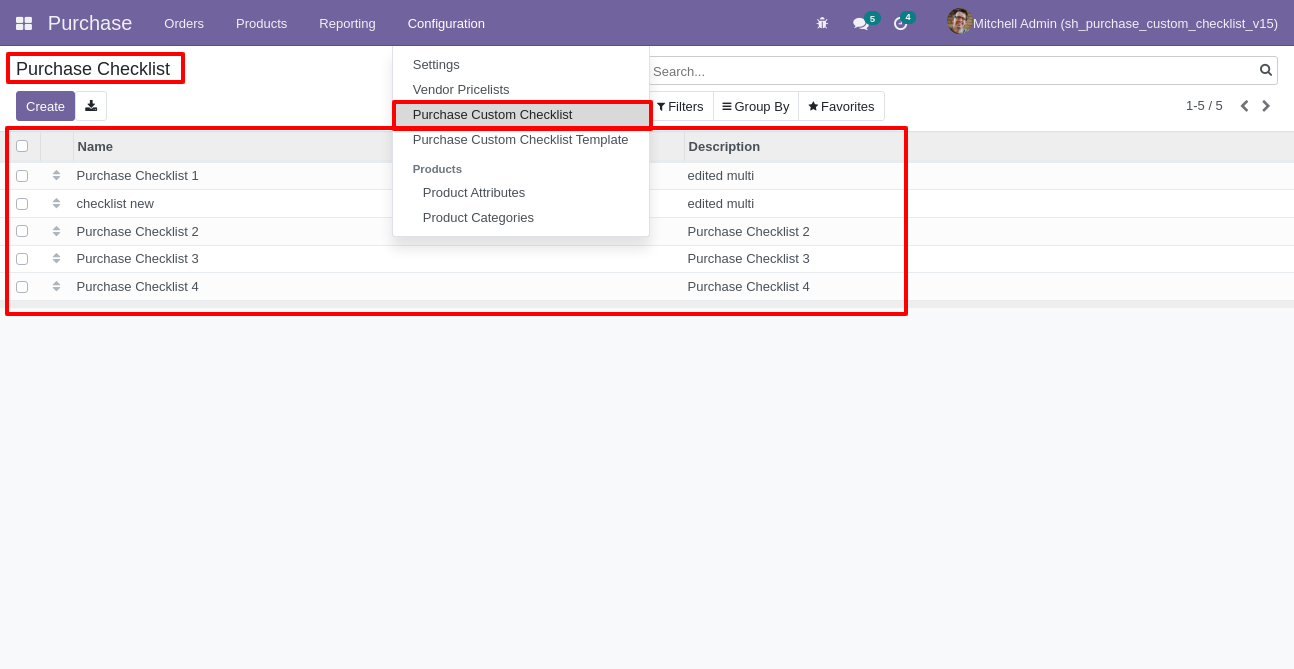 Purchase Orders Products Reporting Configuration 5 4 Mitchell Admin (sh_purchase_custom_checklist_v15)
Purchase Checklist
Search...
Create
Filters Group By Favorites 1-5 / 5
Settings
Vendor Pricelists
Purchase Custom Checklist
Purchase Custom Checklist Template
Products
Product Attributes
Product Categories
Name Description
Purchase Checklist 1 edited multi
checklist new edited multi
Purchase Checklist 2 Purchase Checklist 2
Purchase Checklist 3 Purchase Checklist 3
Purchase Checklist 4 Purchase Checklist 4